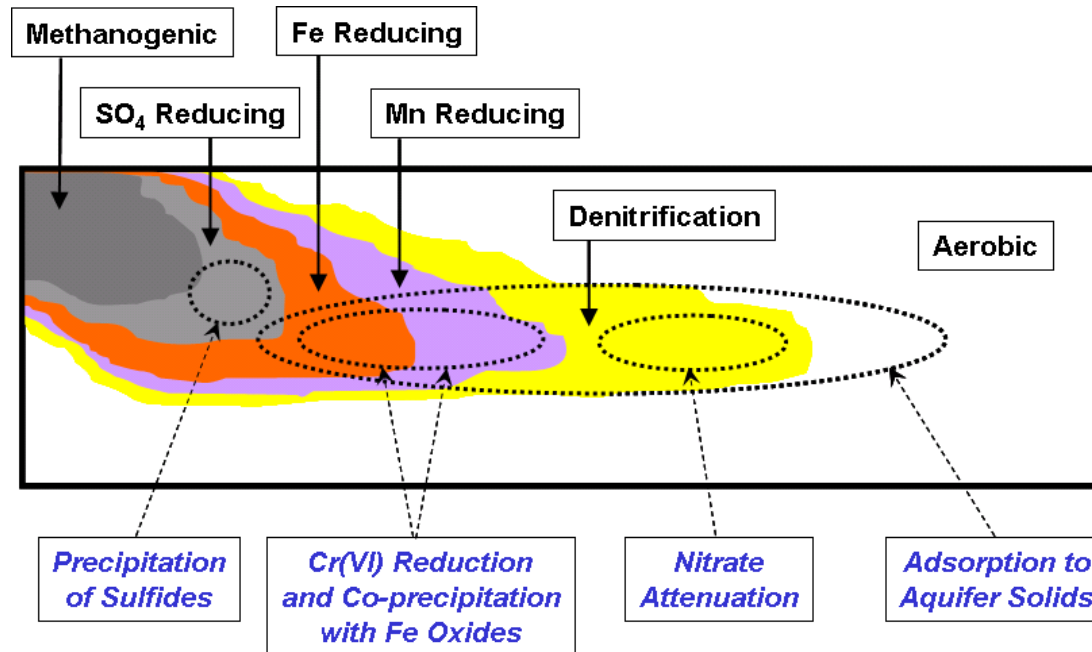 Methanogenic
Fe Reducing
SO₄ Reducing
Mn Reducing
Denitrification
Aerobic
Precipitation
of Sulfides
Cr(VI) Reduction
and Co-precipitation
with Fe Oxides
Nitrate
Attenuation
Adsorption to
Aquifer Solids